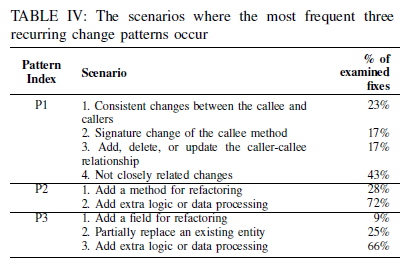 TABLE IV: The scenarios where the most frequent three
recurring change patterns occur
Pattern Index Scenario % of examined fixes
P1 1. Consistent changes between the callee and 23%
callers
2. Signature change of the callee method 17%
3. Add, delete, or update the caller-callee 17%
relationship
4. Not closely related changes 43%
P2 1. Add a method for refactoring 28%
2. Add extra logic or data processing 72%
P3 1. Add a field for refactoring 9%
2. Partially replace an existing entity 25%
3. Add extra logic or data processing 66%